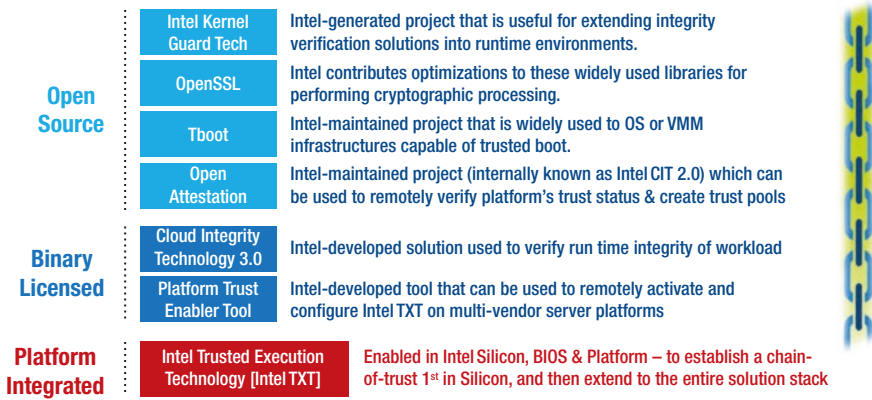 Open
Source
Intel Kernel
Guard Tech
Intel-generated project that is useful for extending integrity
verification solutions into runtime environments.
OpenSSL
Intel contributes optimizations to these widely used libraries for
performing cryptographic processing.
Tboot
Intel-maintained project that is widely used to OS or VMM
infrastructures capable of trusted boot.
Open
Attestation
Intel-maintained project (internally known as Intel CIT 2.0) which can
be used to remotely verify platform's trust status & create trust pools
Binary
Licensed
Cloud Integrity
Technology 3.0
Intel-developed solution used to verify run time integrity of workload
Platform Trust
Enabler Tool
Intel-developed tool that can be used to remotely activate and
configure Intel TXT on multi-vendor server platforms
Platform
Integrated
Intel Trusted Execution
Technology [Intel TXT]
Enabled in Intel Silicon, BIOS & Platform – to establish a chain-
of-trust 1st in Silicon, and then extend to the entire solution stack